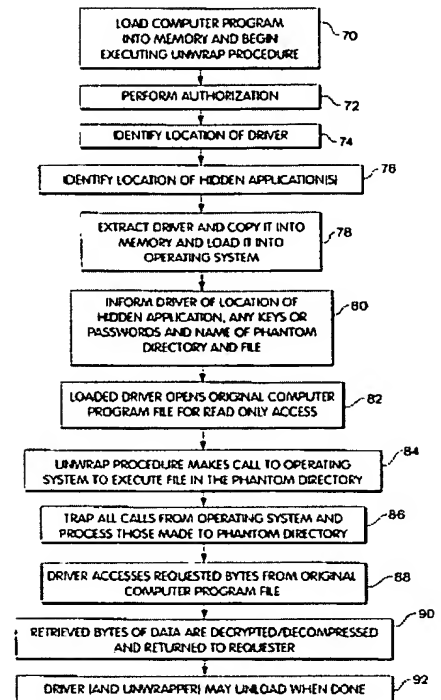 LOAD COMPUTER PROGRAM
INTO MEMORY AND BEGIN
EXECUTING UNWRAP PROCEDURE
70
PERFORM AUTHORIZATION
72
IDENTIFY LOCATION OF DRIVER
74
IDENTIFY LOCATION OF HIDDEN APPLICATION(S)
76
EXTRACT DRIVER AND COPY IT INTO
MEMORY AND LOAD IT INTO
OPERATING SYSTEM
78
INFORM DRIVER OF LOCATION OF
HIDDEN APPLICATION, ANY KEYS OR
PASSWORDS AND NAME OF PHANTOM
DIRECTORY AND FILE
80
LOADED DRIVER OPENS ORIGINAL COMPUTER
PROGRAM FILE FOR READ ONLY ACCESS
82
UNWRAP PROCEDURE MAKES CALL TO OPERATING
SYSTEM TO EXECUTE FILE IN THE PHANTOM DIRECTORY
84
TRAP ALL CALLS FROM OPERATING SYSTEM AND
PROCESS THOSE MADE TO PHANTOM DIRECTORY
86
DRIVER ACCESSES REQUESTED BYTES FROM ORIGINAL
COMPUTER PROGRAM FILE
88
RETRIEVED BYTES OF DATA ARE DECRYPTED/DECOMPRESSED
AND RETURNED TO REQUESTER
90
DRIVER (AND UNWRAPPER) MAY UNLOAD WHEN DONE
92